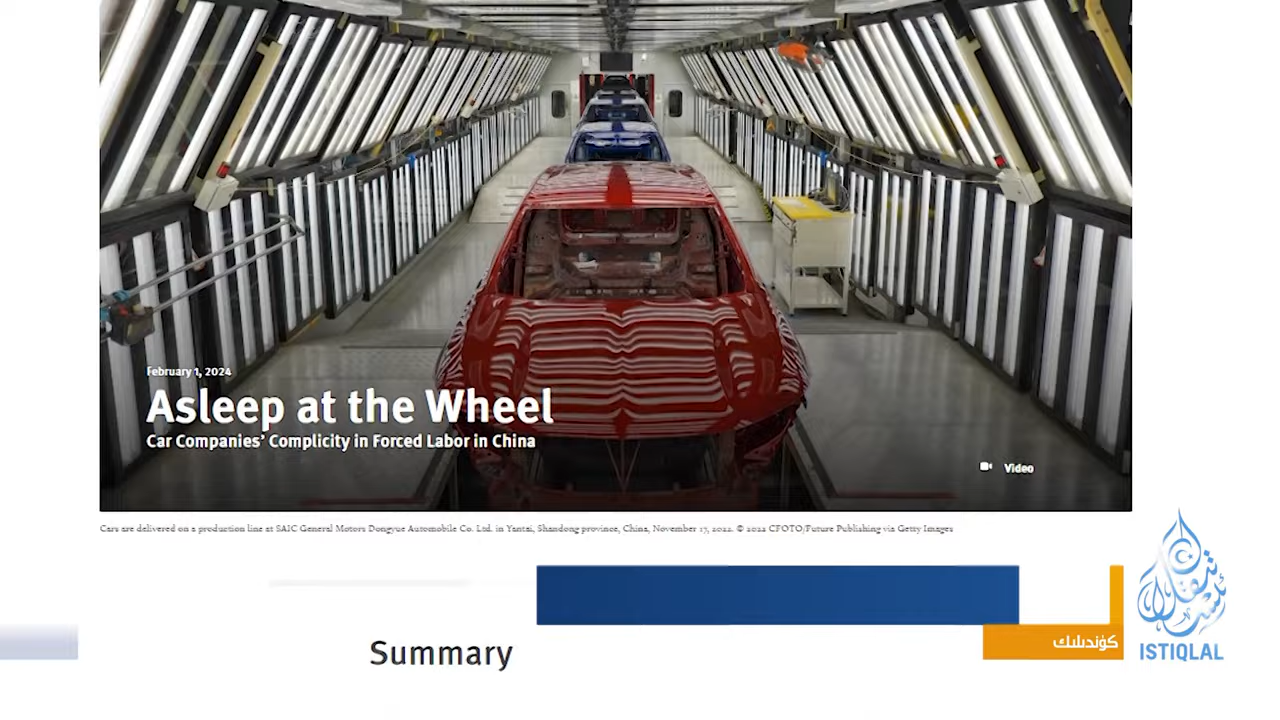 February 1, 2024
Asleep at the Wheel
Car Companies' Complicity in Forced Labor in China
Video
Cars are delivered on a production line at SAIC General Motors Dongyue Automobile Co. Ltd. in Yantai, Shandong province, China, November 17, 2022. © 2022 CFOTO/Future Publishing via Getty Images
كۈندىلىك
Summary
ISTIQLAL